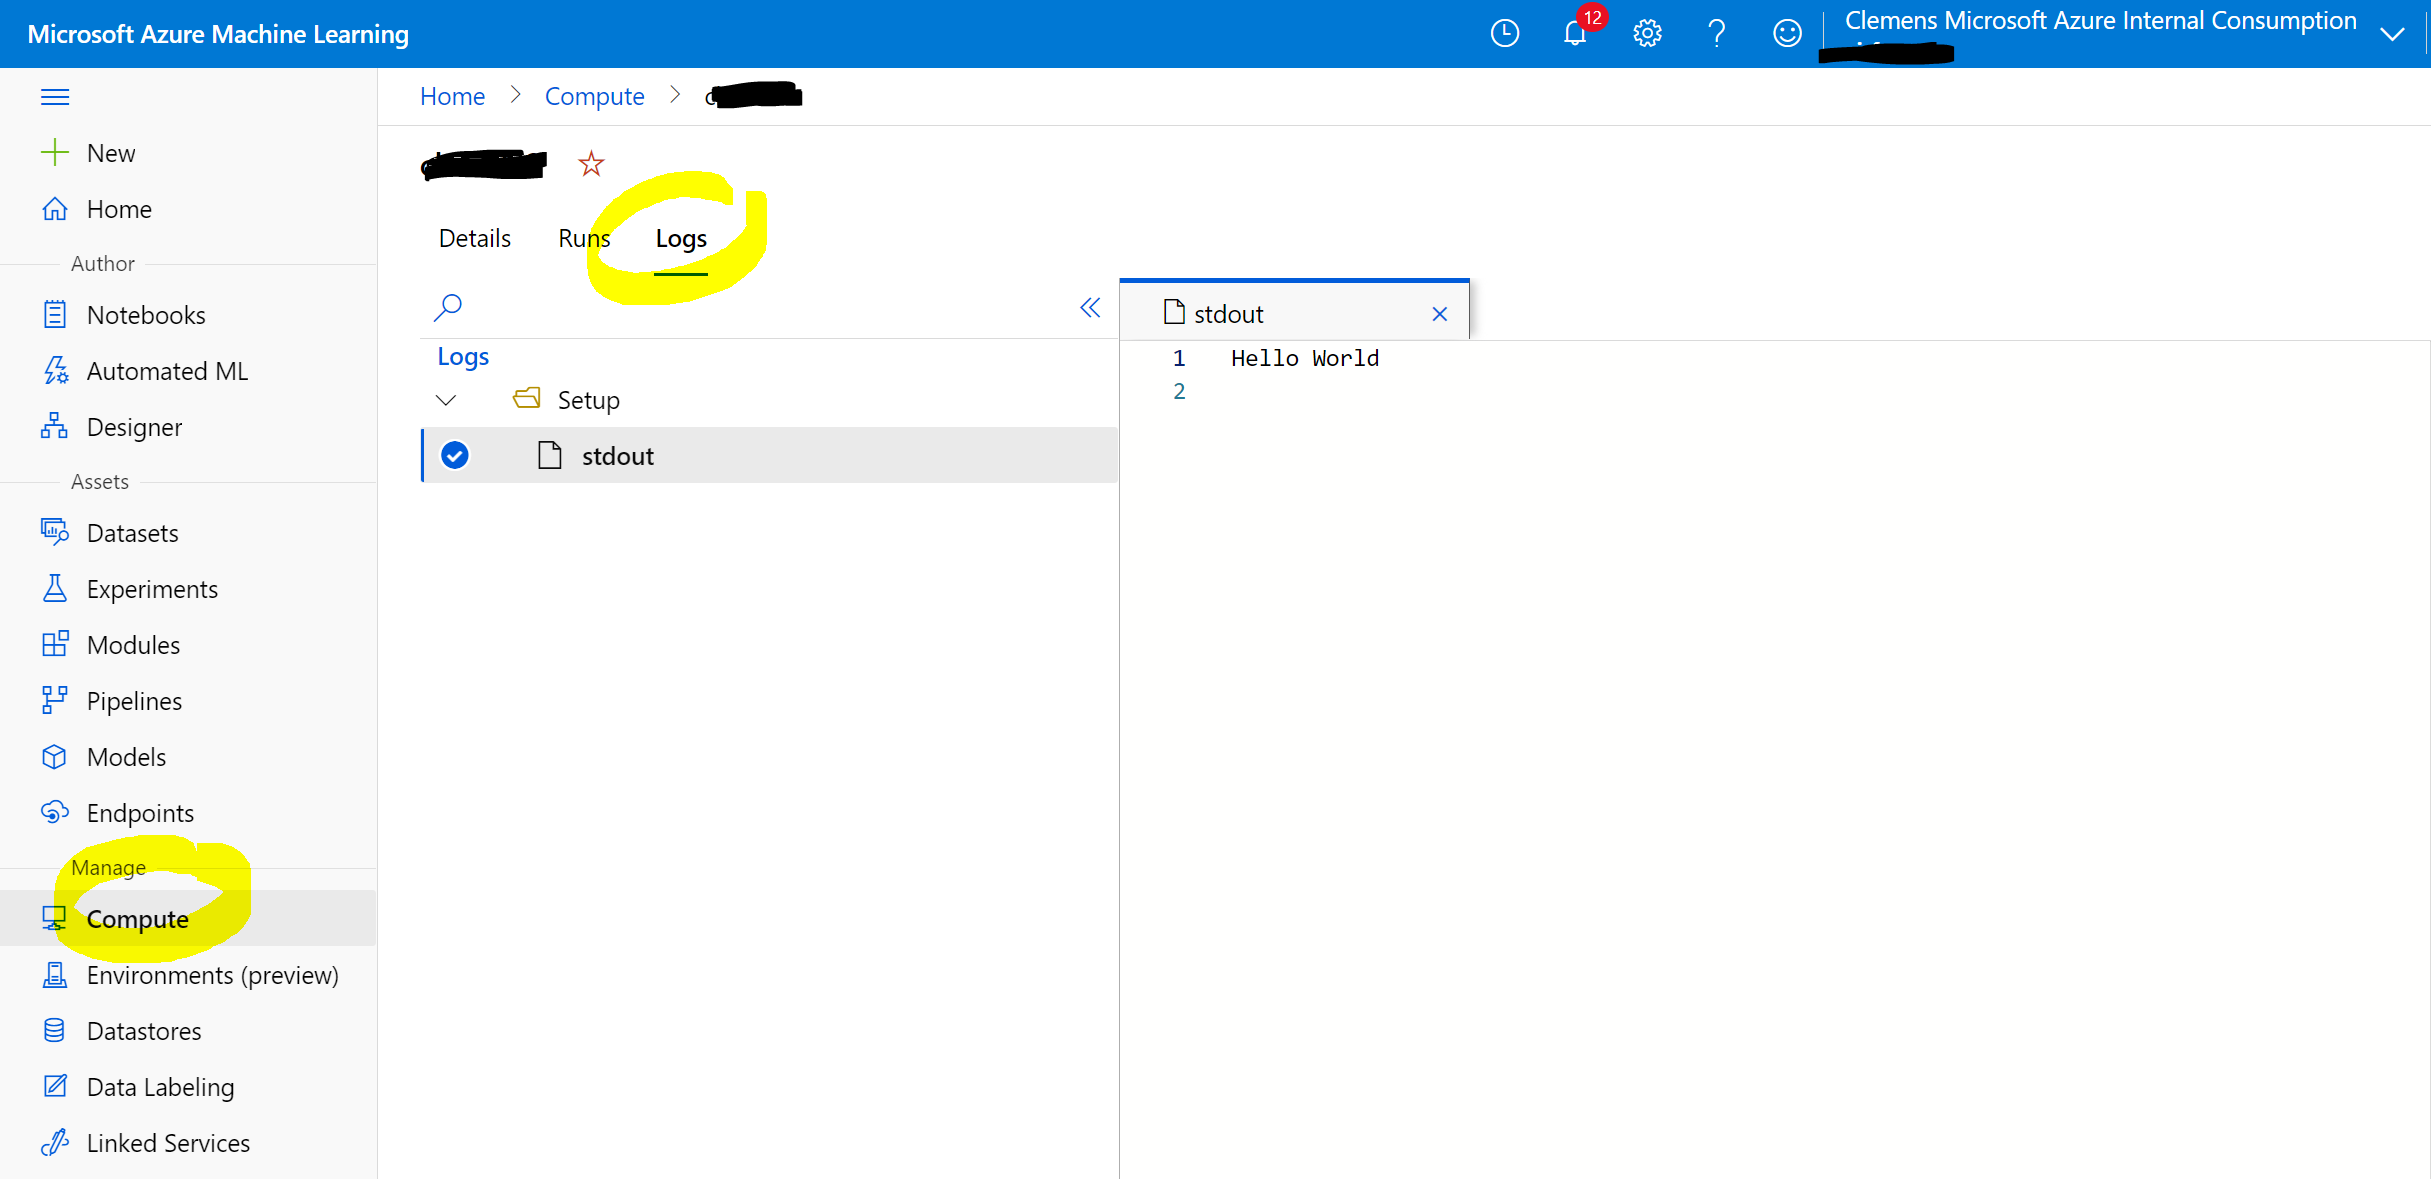 Microsoft Azure Machine Learning
12
Clemens Microsoft Azure Internal Consumption
Home > Compute >
New
Home
Author
Notebooks
Automated ML
Designer
Assets
Datasets
Experiments
Modules
Pipelines
Models
Endpoints
Manage
Compute
Environments (preview)
Datastores
Data Labeling
Linked Services
Details Runs Logs
Logs
Setup
stdout
stdout
1 Hello World
2